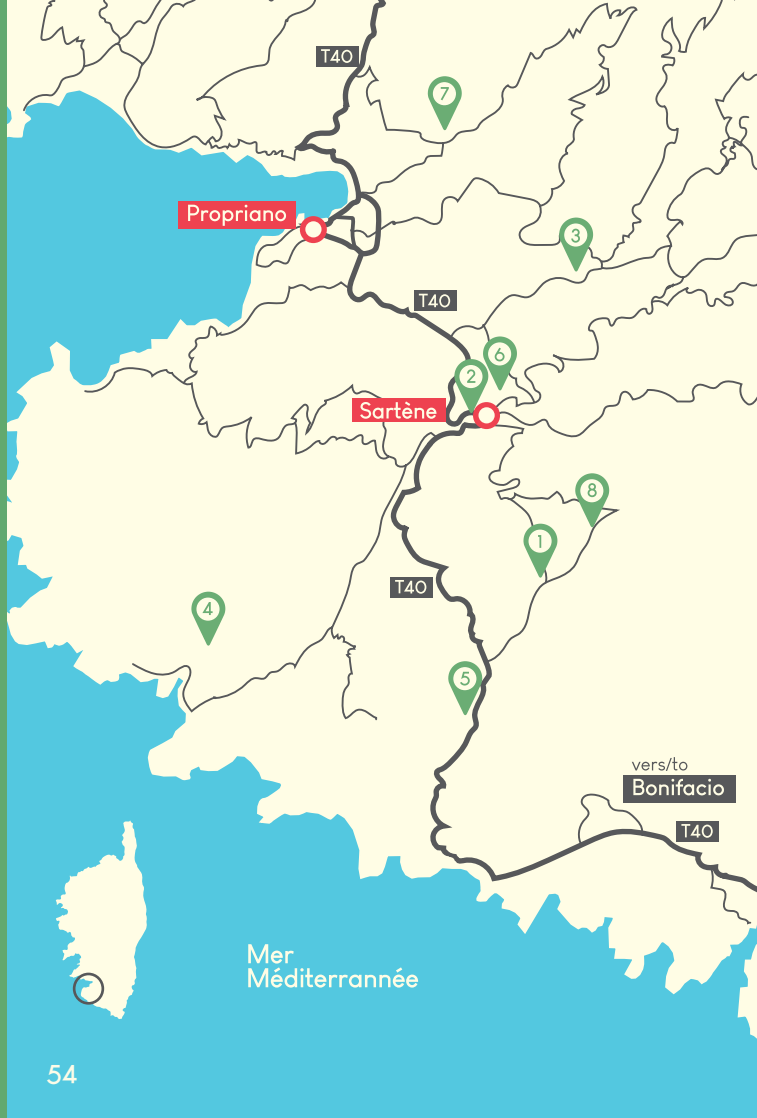 T40
7
Propriano
3
T40
6
2
Sartène
8
1
T40
4
5
vers/to
Bonifacio
T40
Mer
Méditerrannée
54